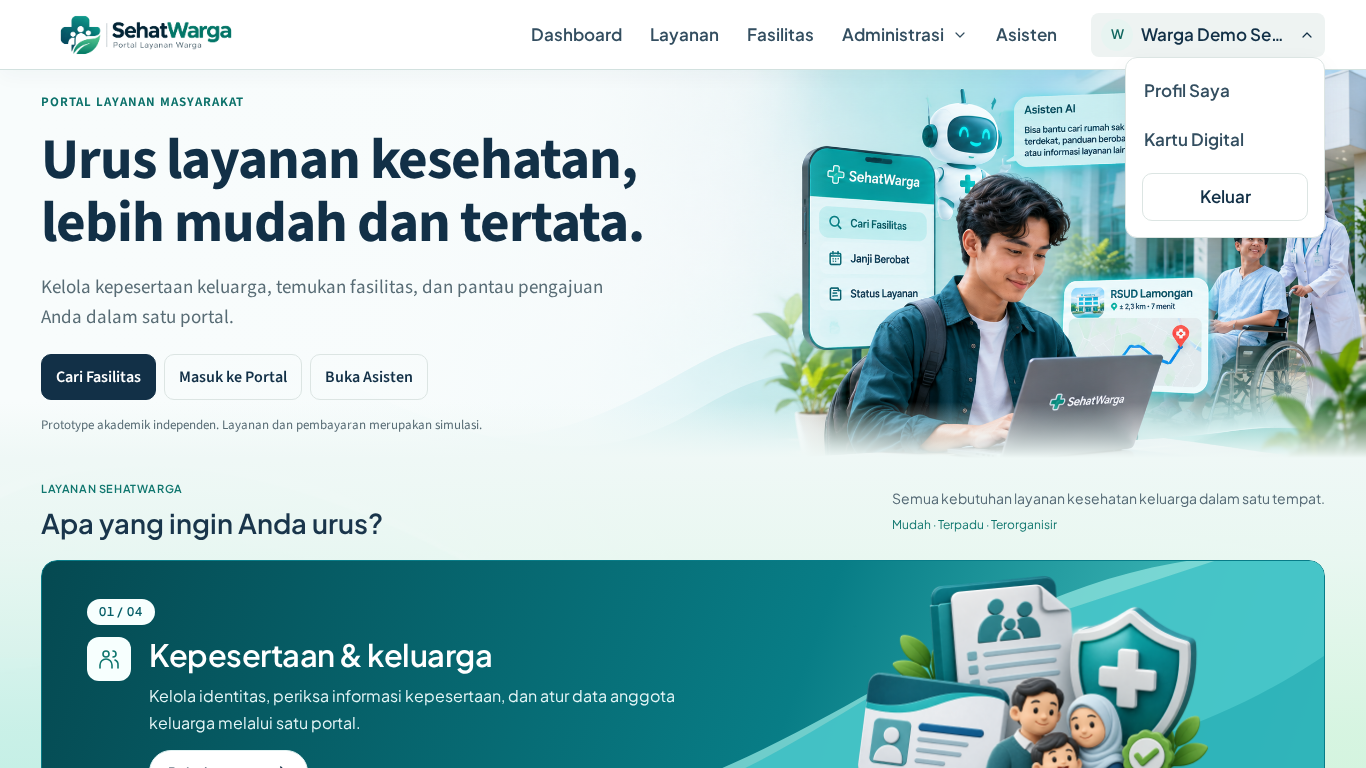 SehatWarga
Portal Layanan Warga
Dashboard
Layanan
Fasilitas
Administrasi
Asisten
W
Warga Demo Se...
Profil Saya
Kartu Digital
Keluar
PORTAL LAYANAN MASYARAKAT
Urus layanan kesehatan,
lebih mudah dan tertata.
Kelola kepesertaan keluarga, temukan fasilitas, dan pantau pengajuan
Anda dalam satu portal.
Cari Fasilitas
Masuk ke Portal
Buka Asisten
Prototype akademik independen. Layanan dan pembayaran merupakan simulasi.
Asisten AI
Bisa bantu cari rumah
terdekat, panduan
atau informasi layanan
SehatWarga
Cari Fasilitas
Janji Berobat
Status Layanan
RSUD Lamongan
± 2,3 km • 7 menit
SehatWarga
LAYANAN SEHATWARGA
Apa yang ingin Anda urus?
Semua kebutuhan layanan kesehatan keluarga dalam satu tempat.
Mudah · Terpadu · Terorganisir
01 / 04
Kepesertaan & keluarga
Kelola identitas, periksa informasi kepesertaan, dan atur data anggota
keluarga melalui satu portal.